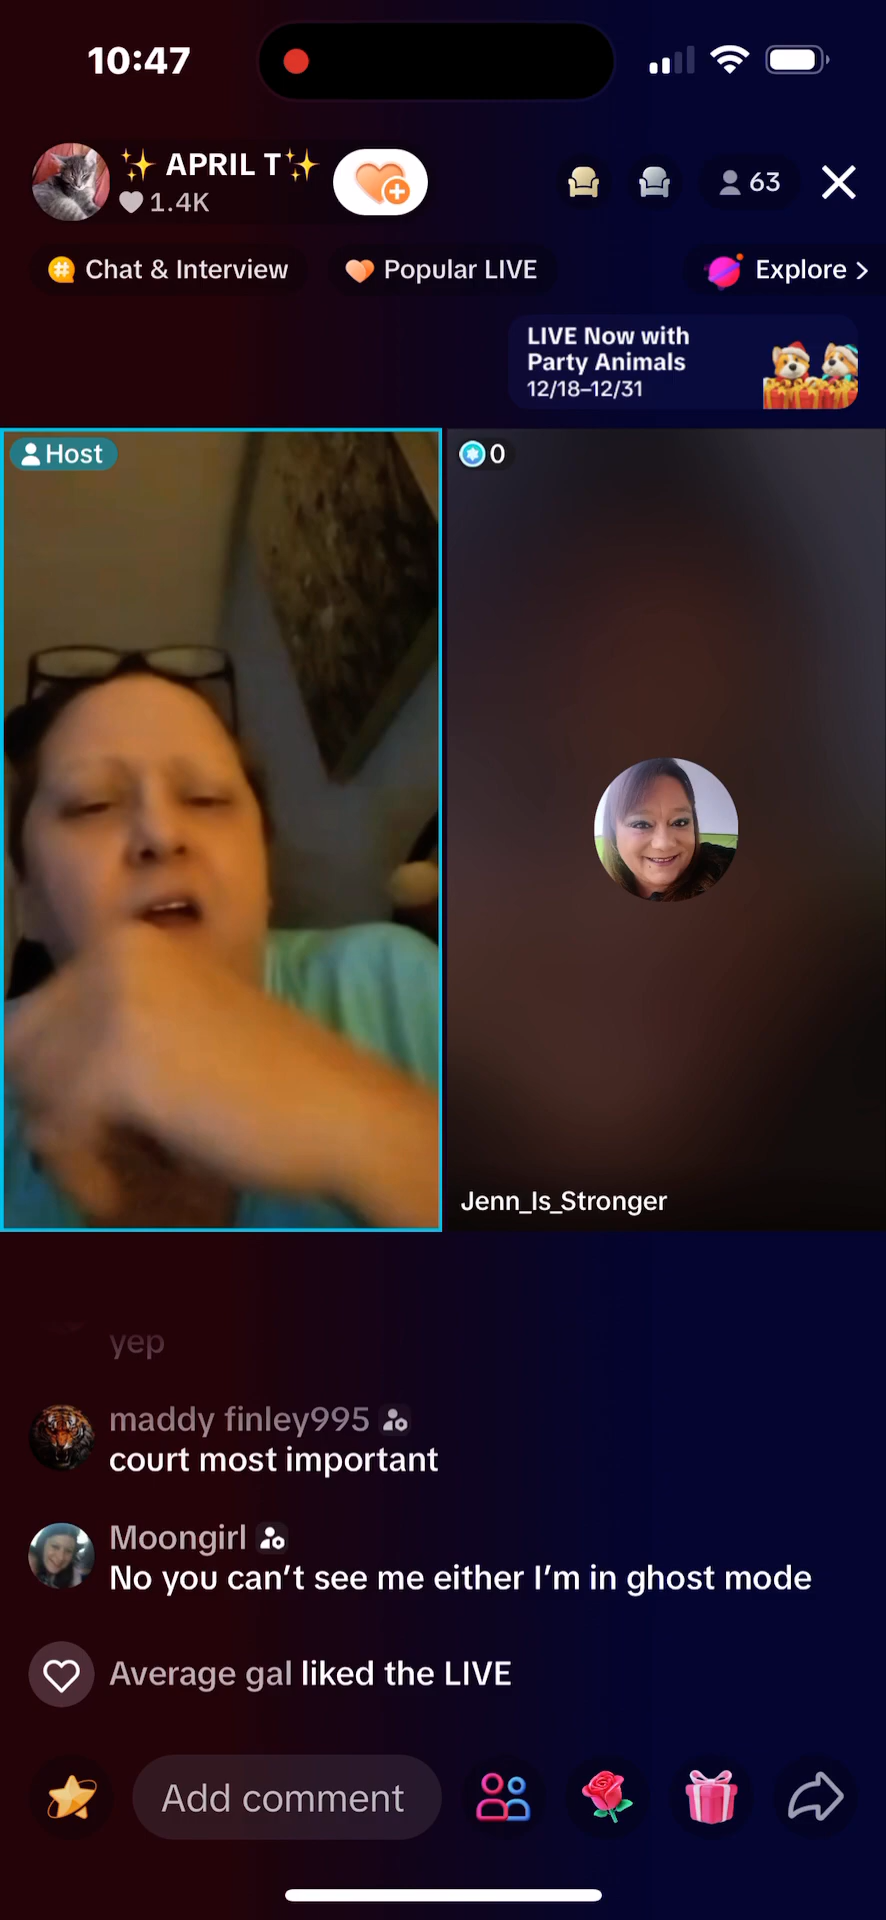 10:47
✨ APRIL T✨
1.4K
63
Chat & Interview
Popular LIVE
Explore >
LIVE Now with
Party Animals
12/18–12/31
Host
0
Jenn_Is_Stronger
yep
maddy finley995
court most important
Moongirl
No you can't see me either I'm in ghost mode
Average gal liked the LIVE
Add comment